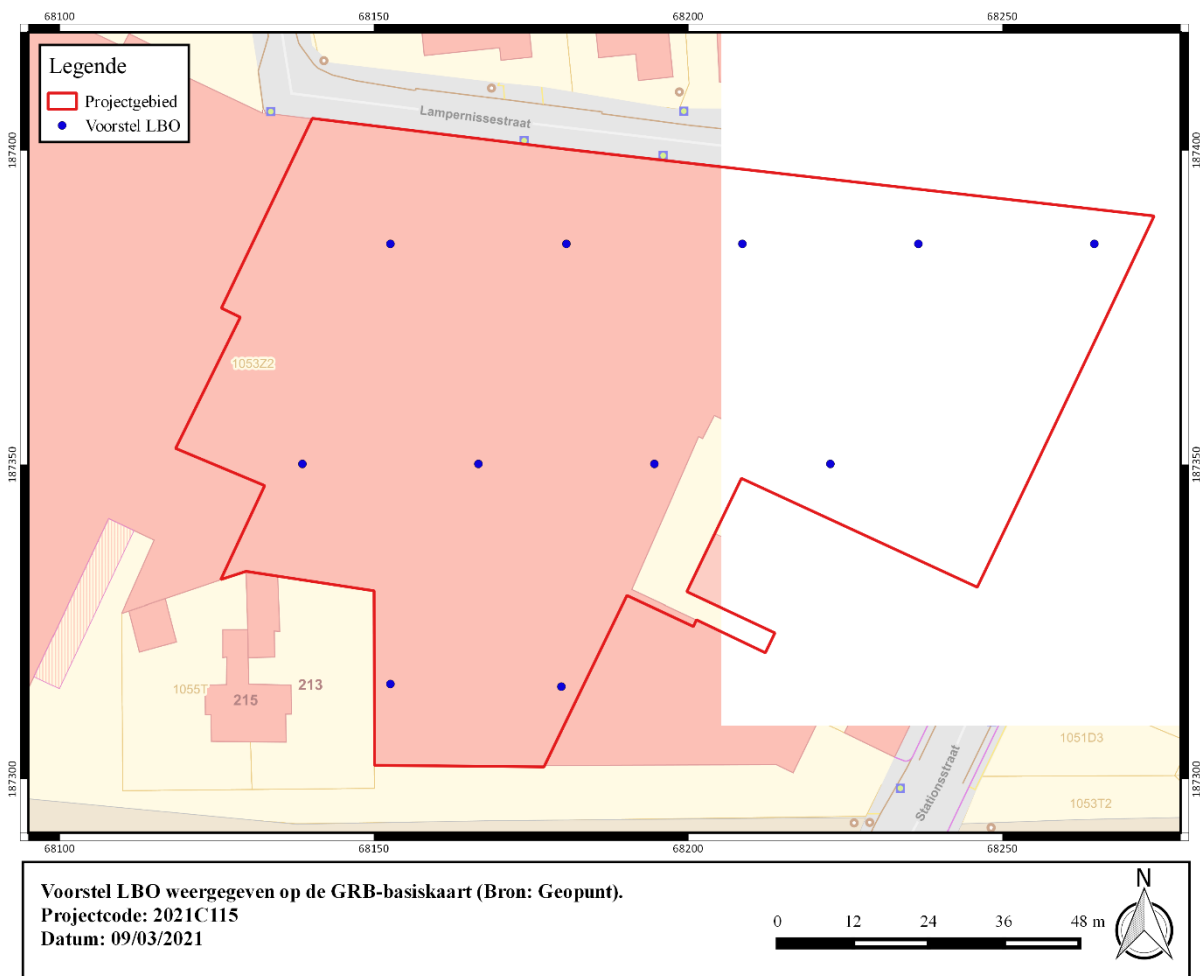 68100 68150 68200 68250
Legende
Projectgebied
Voorstel LBO
Lampernissestraat
187400 187400
1053Z2
187350 187350
1055T
213
215
1051D3
1053T2
Stationsstraat
187300 187300
68100 68150 68200 68250
Voorstel LBO weergegeven op de GRB-basiskaart (Bron: Geopunt).
Projectcode: 2021C115
Datum: 09/03/2021
0 12 24 36 48 m
N